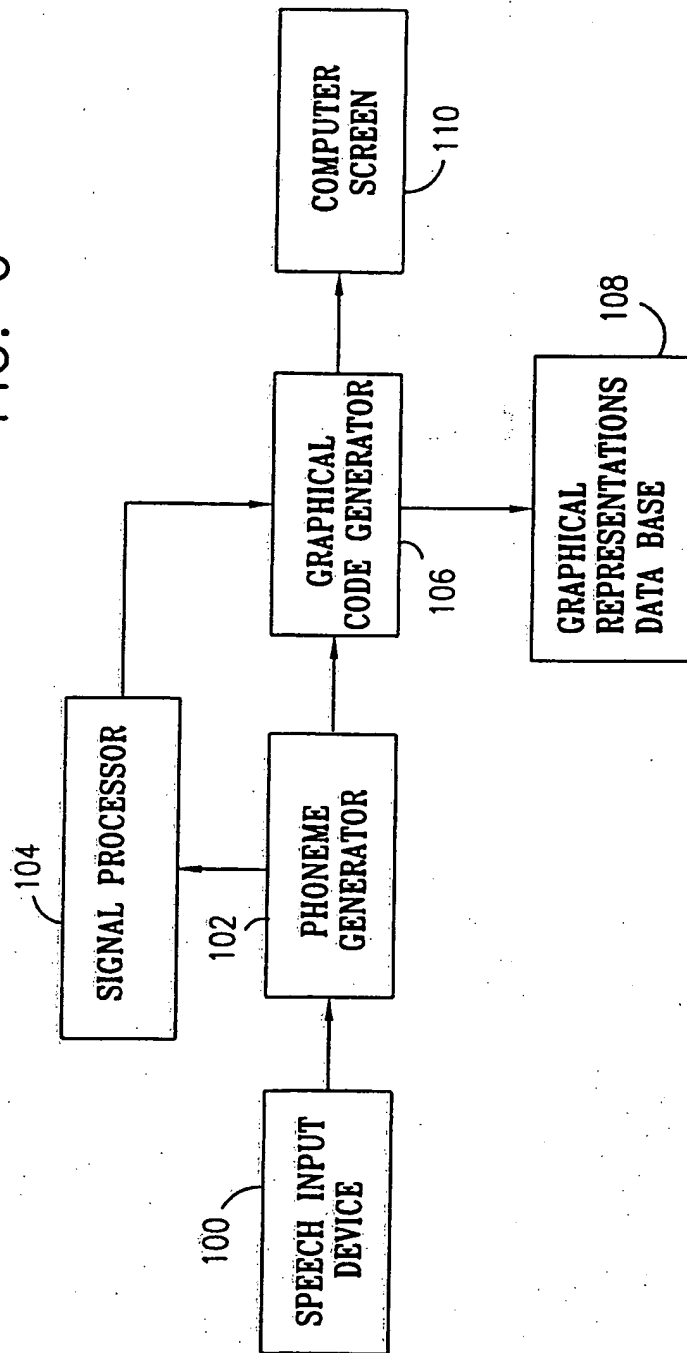 FIG.
104
SIGNAL PROCESSOR
100
SPEECH INPUT
DEVICE
102
PHONEME
GENERATOR
GRAPHICAL
CODE GENERATOR
106
COMPUTER
SCREEN
110
108
GRAPHICAL
REPRESENTATIONS
DATA BASE